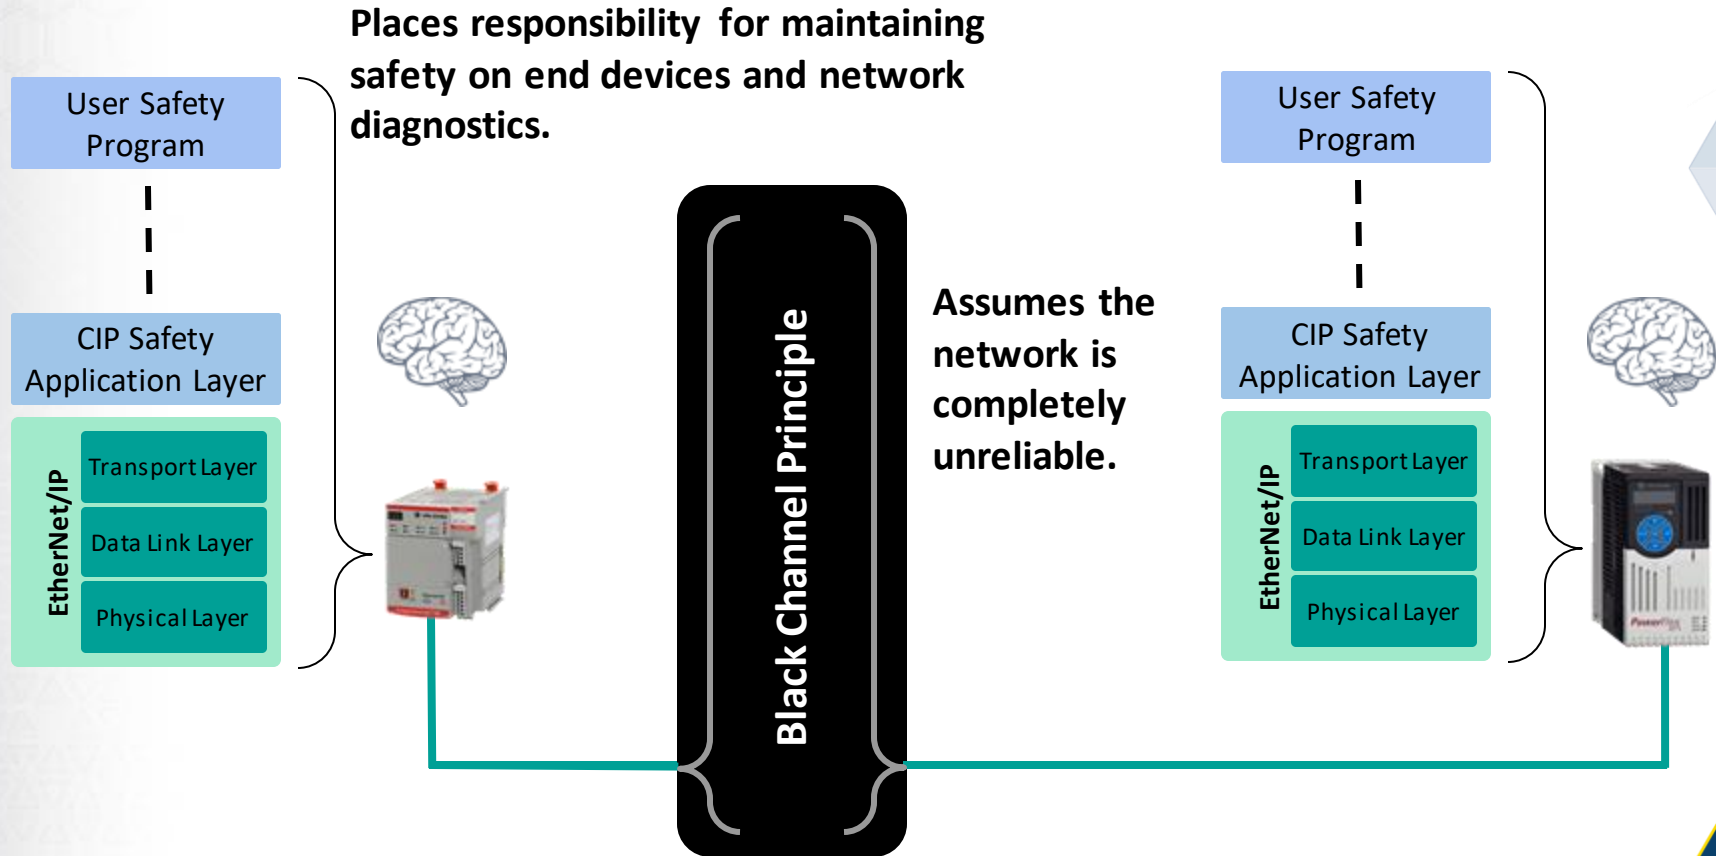 Places responsibility for maintaining
safety on end devices and network
diagnostics.
User Safety
Program
CIP Safety
Application Layer
EtherNet/IP
Transport Layer
Data Link Layer
Physical Layer
Black Channel Principle
Assumes the
network is
completely
unreliable.
User Safety
Program
CIP Safety
Application Layer
EtherNet/IP
Transport Layer
Data Link Layer
Physical Layer
PowerFlex